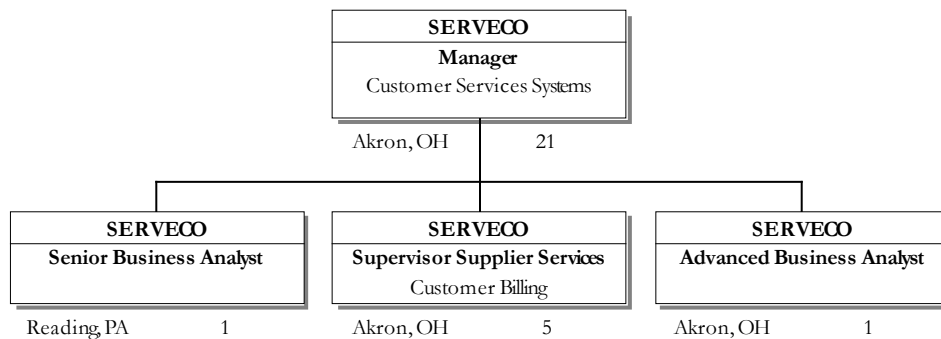 SERVECO
Manager
Customer Services Systems
Akron, OH 21
SERVECO
Senior Business Analyst
Reading, PA 1
SERVECO
Supervisor Supplier Services
Customer Billing
Akron, OH 5
SERVECO
Advanced Business Analyst
Akron, OH 1